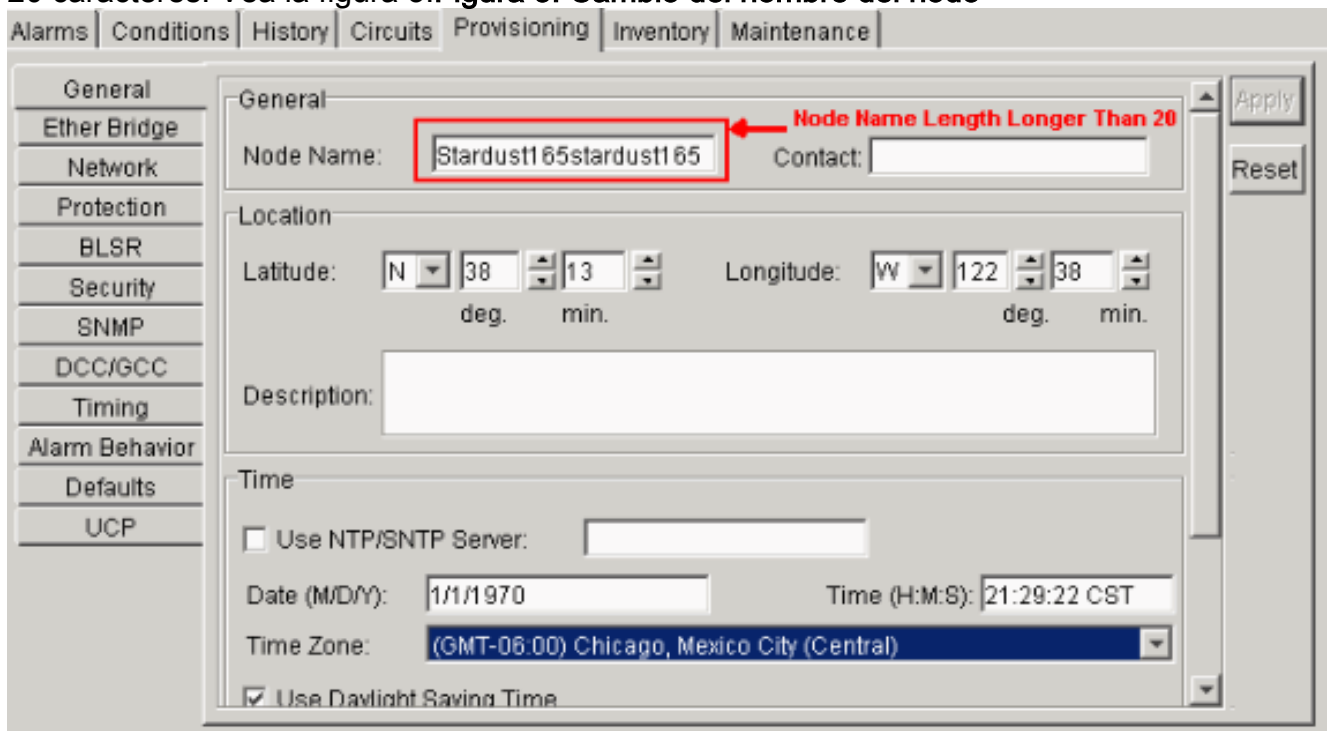 Alarms Conditions History Circuits Provisioning Inventory Maintenance
General
Ether Bridge
Network
Protection
BLSR
Security
SNMP
DCC/GCC
Timing
Alarm Behavior
Defaults
UCP
General
Node Name Length Longer Than 20
Node Name: Stardust165stardust165 Contact:
Location
Latitude: N 38 13 Longitude: W 122 38
deg. min. deg. min.
Description:
Time
Use NTP/SNTP Server:
Date (M/D/Y): 1/1/1970 Time (H:M:S): 21:29:22 CST
Time Zone: (GMT-06:00) Chicago, Mexico City (Central)
Use Daylight Saving Time
Apply
Reset